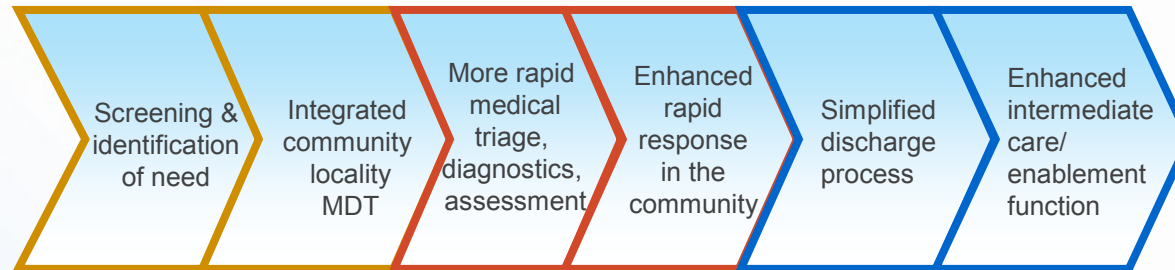 Screening &
identification
of need
Integrated
community
locality
MDT
More rapid
medical
triage,
diagnostics,
assessment
Enhanced
rapid
response
in the
community
Simplified
discharge
process
Enhanced
intermediate
care/
enablement
function